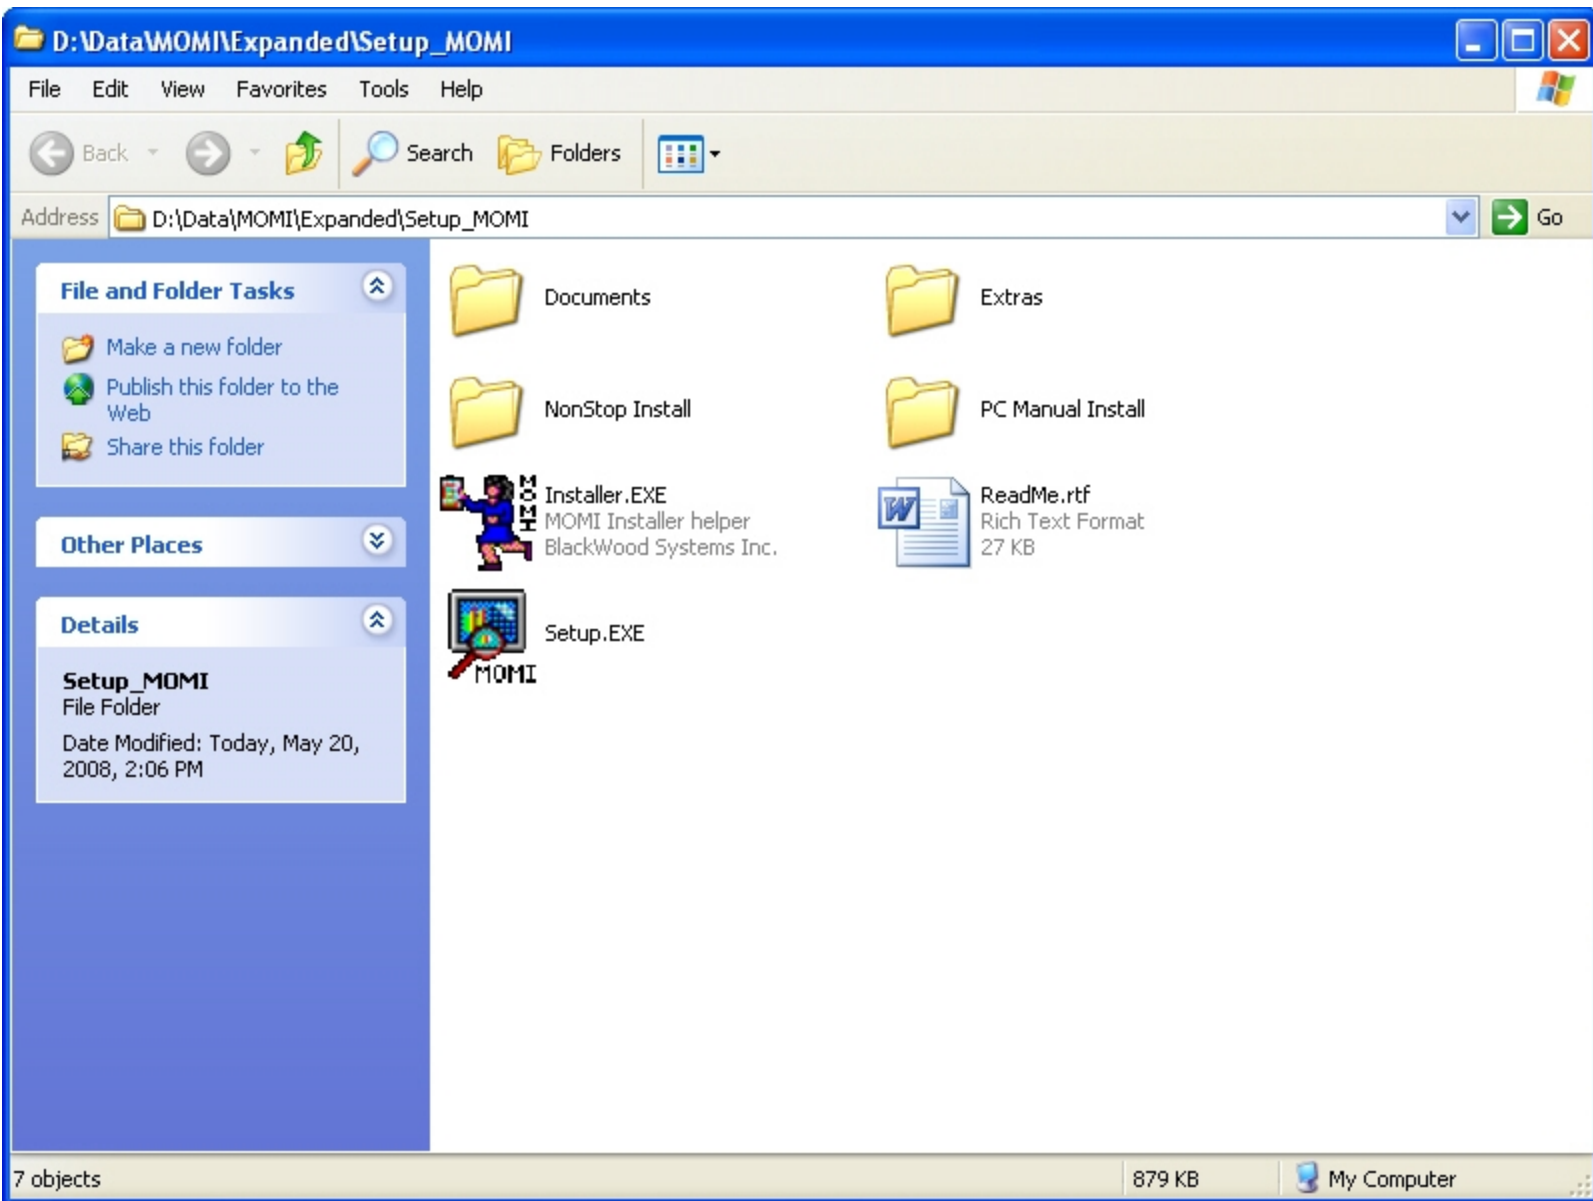 D:\Data\MOMI\Expanded\Setup_MOMI
File Edit View Favorites Tools Help
Back Search Folders
Address D:\Data\MOMI\Expanded\Setup_MOMI Go
File and Folder Tasks
Make a new folder
Publish this folder to the
Web
Share this folder
Other Places
Details
Setup_MOMI
File Folder
Date Modified: Today, May 20,
2008, 2:06 PM
Documents
Extras
NonStop Install
PC Manual Install
MOMI
Installer.EXE
MOMI Installer helper
BlackWood Systems Inc.
W
ReadMe.rtf
Rich Text Format
27 KB
Setup.EXE
MOMI
7 objects 879 KB My Computer